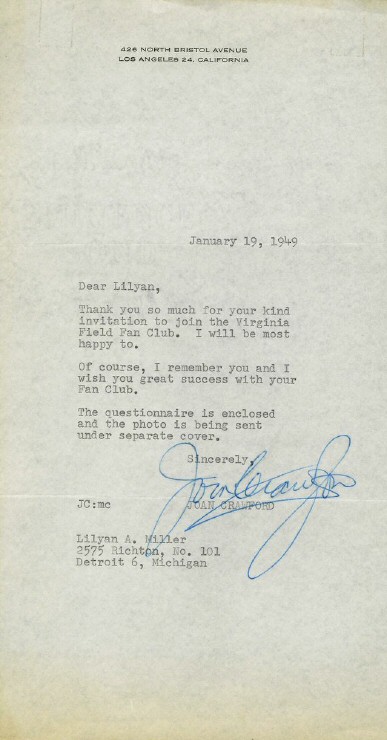 426 NORTH BRISTOL AVENUE
LOS ANGELES 24, CALIFORNIA
January 19, 1949
Dear Lilyan,
Thank you so much for your kind
invitation to join the Virginia
Field Fan Club.  I will be most
happy to.
Of course, I remember you and I
wish you great success with your
Fan Club.
The questionnaire is enclosed
and the photo is being sent
under separate cover.
Sincerely,
Joan Crawford
JC:mc JOAN CRAWFORD
Lilyan A. Miller
2575 Richton, No. 101
Detroit 6, Michigan